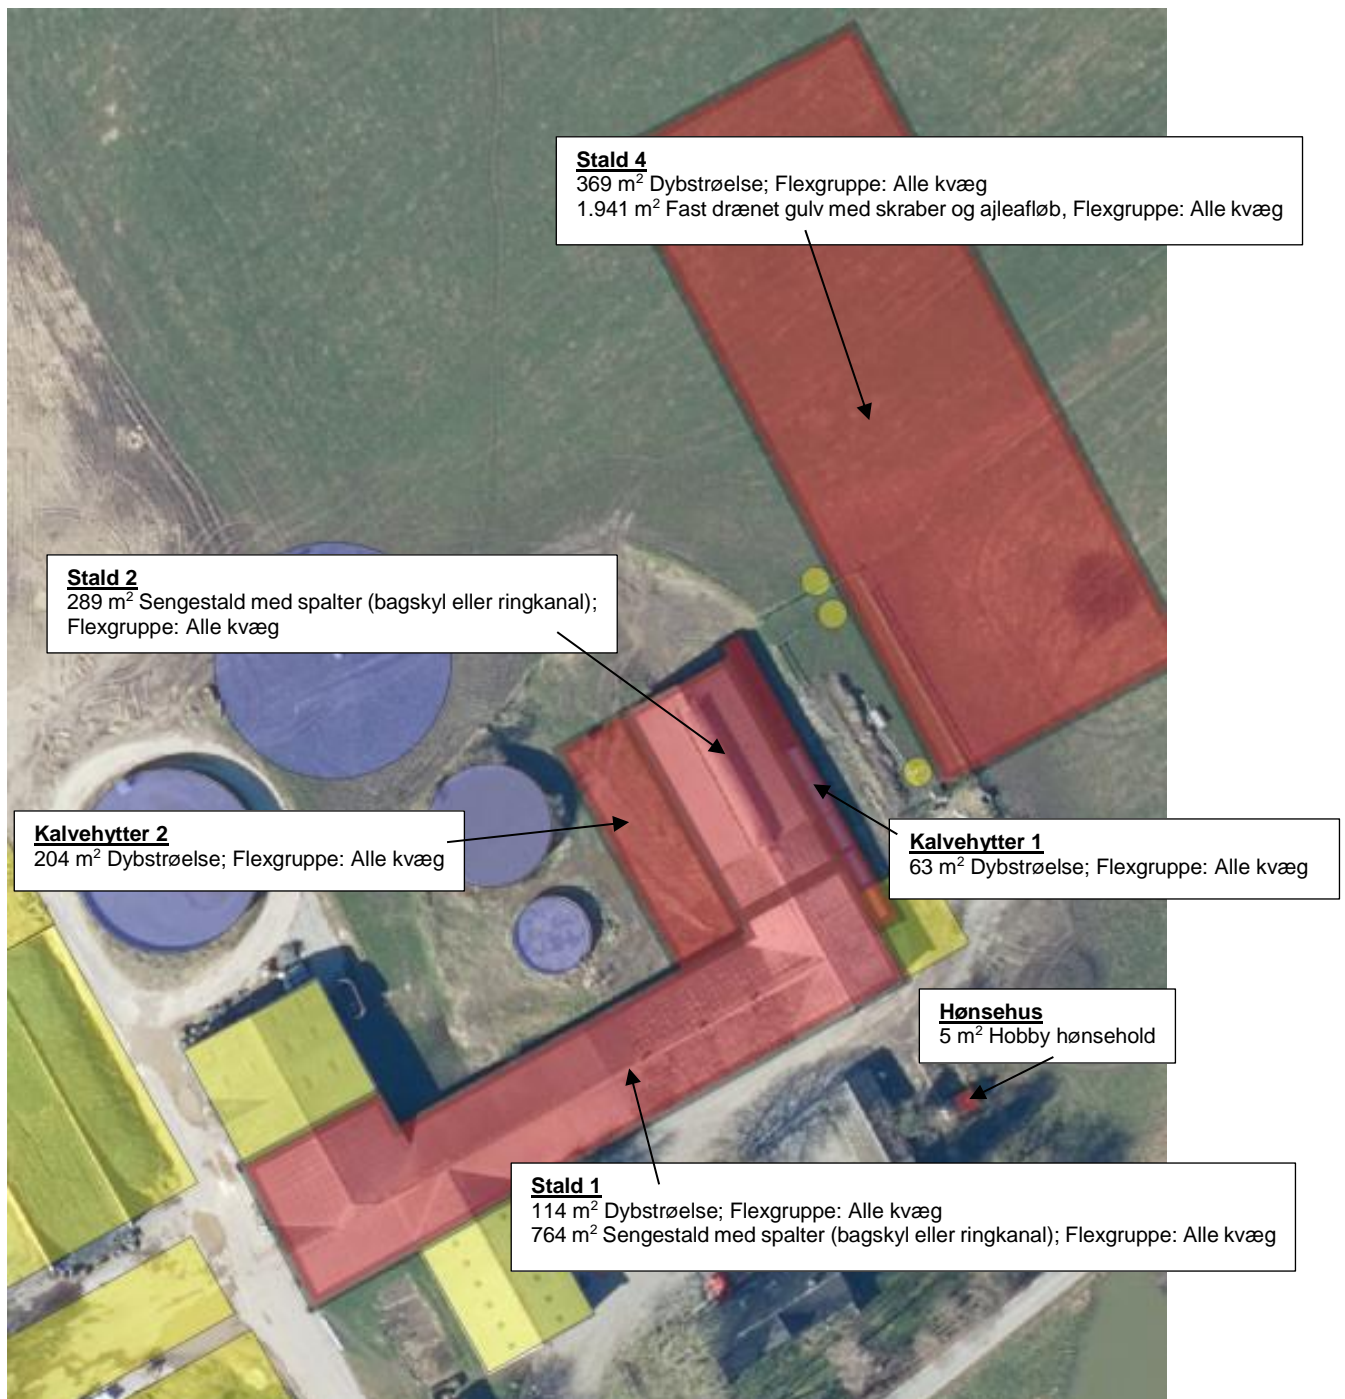 Stald 4
369 m² Dybstrøelse; Flexgruppe: Alle kvæg
1.941 m² Fast drænet gulv med skraber og ajleafløb, Flexgruppe: Alle kvæg
Stald 2
289 m² Sengestald med spalter (bagskyl eller ringkanal);
Flexgruppe: Alle kvæg
Kalvehytter 2
204 m² Dybstrøelse; Flexgruppe: Alle kvæg
Kalvehytter 1
63 m² Dybstrøelse; Flexgruppe: Alle kvæg
Hønsehus
5 m² Hobby hønsehold
Stald 1
114 m² Dybstrøelse; Flexgruppe: Alle kvæg
764 m² Sengestald med spalter (bagskyl eller ringkanal); Flexgruppe: Alle kvæg